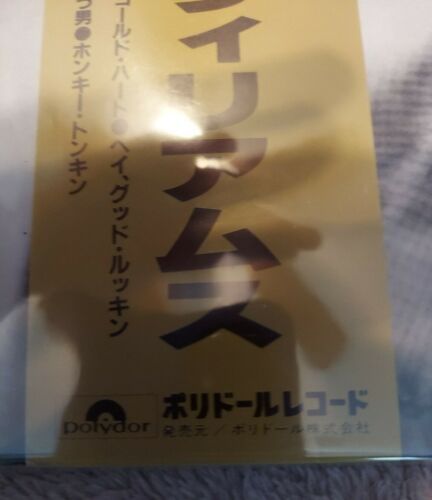 ィリアムス
コールド・ハート●ヘイ、グッド・ルッキン
う男●ホンキー・トンキン
polydor
ポリドールレコード
発売元／ポリドール株式会社